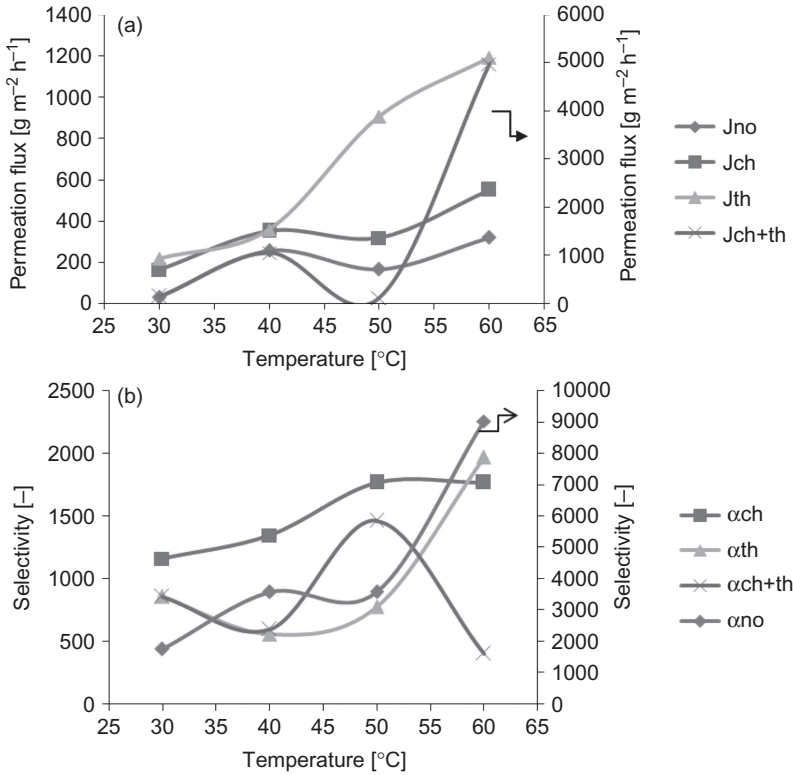 (a)
Permeation flux [g m⁻² h⁻¹]
1400
1200
1000
800
600
400
200
0
25 30 35 40 45 50 55 60 65
Temperature [°C]
6000
5000
4000
3000
2000
1000
0
Permeation flux [g m⁻² h⁻¹]
Jno
Jch
Jth
Jch+th
(b)
Selectivity [–]
2500
2000
1500
1000
500
0
25 30 35 40 45 50 55 60 65
Temperature [°C]
10000
9000
8000
7000
6000
5000
4000
3000
2000
1000
0
Selectivity [–]
αch
αth
αch+th
αno